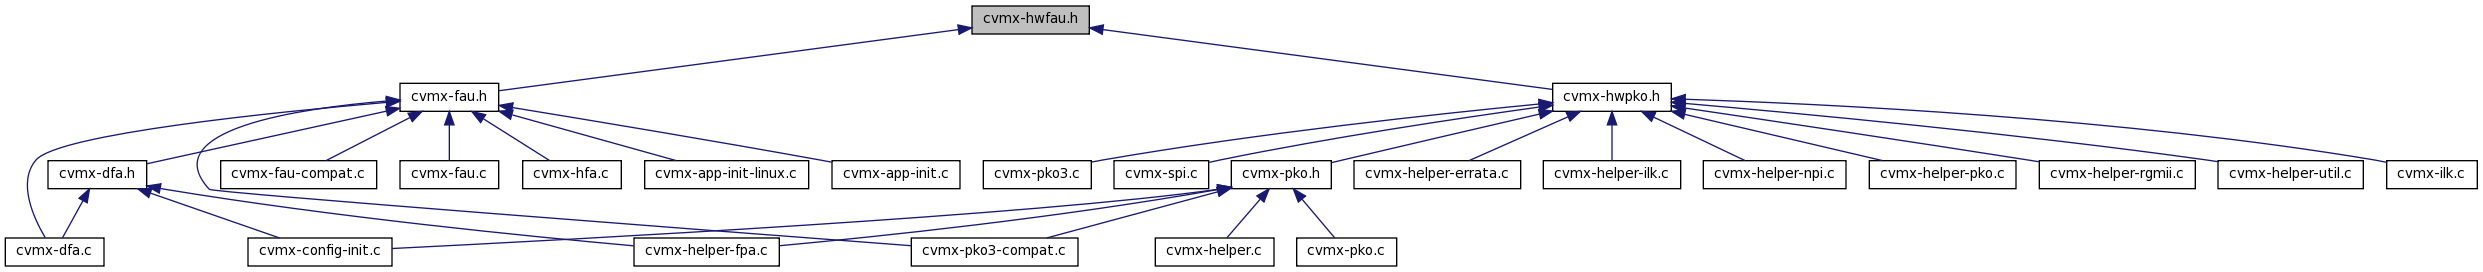 cvmx-hwfau.h
cvmx-fau.h
cvmx-hwpko.h
cvmx-dfa.h
cvmx-fau-compat.c
cvmx-fau.c
cvmx-hfa.c
cvmx-app-init-linux.c
cvmx-app-init.c
cvmx-pko3.c
cvmx-spi.c
cvmx-pko.h
cvmx-helper-errata.c
cvmx-helper-ilk.c
cvmx-helper-npi.c
cvmx-helper-pko.c
cvmx-helper-rgmii.c
cvmx-helper-util.c
cvmx-ilk.c
cvmx-dfa.c
cvmx-config-init.c
cvmx-helper-fpa.c
cvmx-pko3-compat.c
cvmx-helper.c
cvmx-pko.c